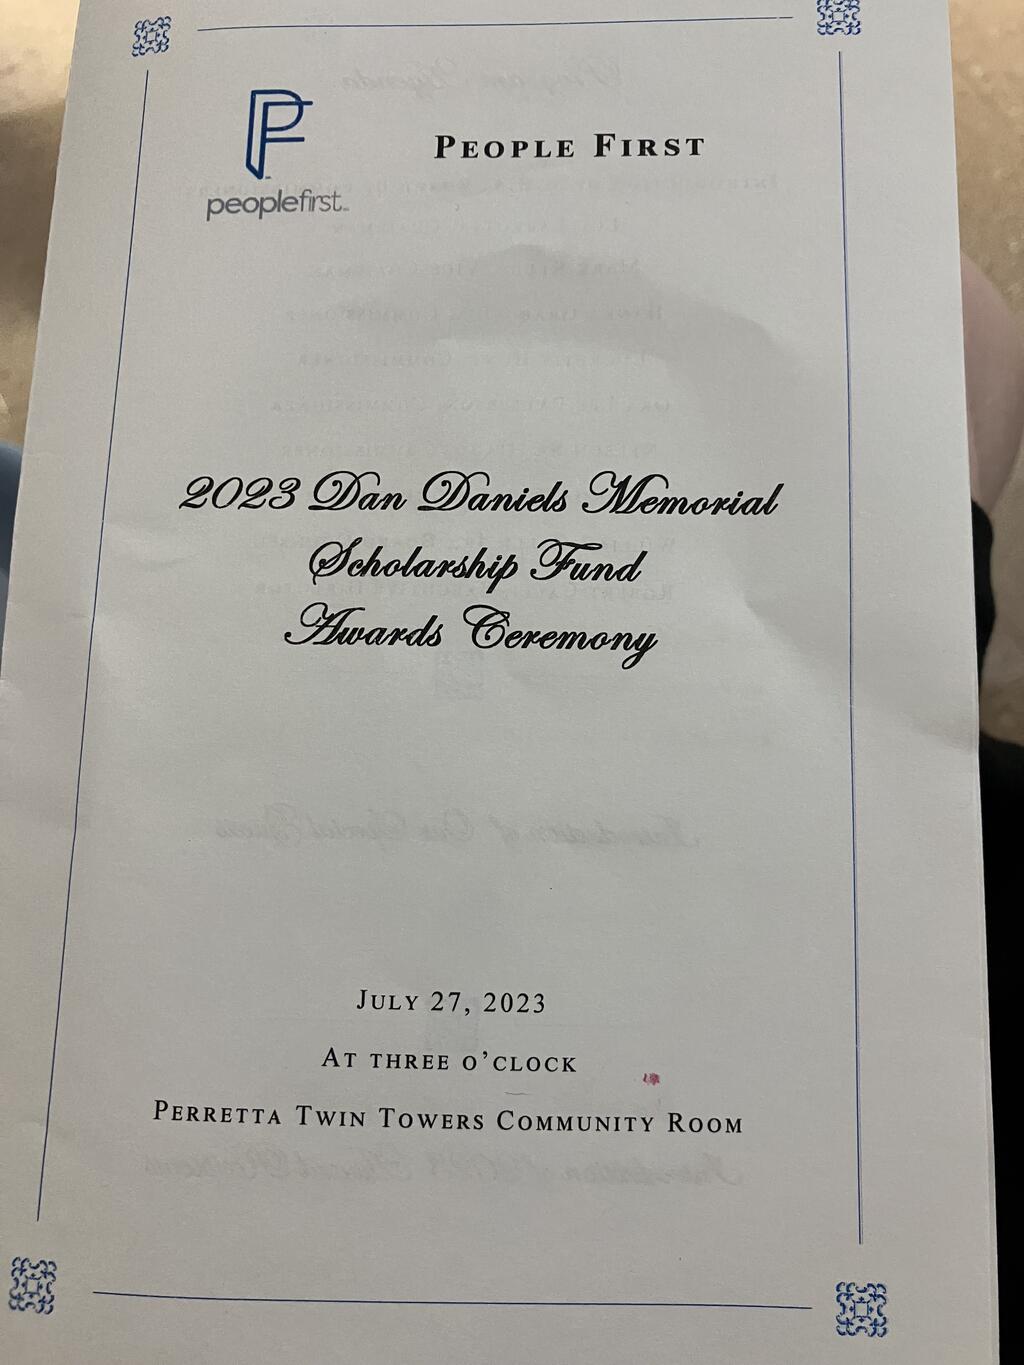 peoplefirst™
PEOPLE FIRST
2023 Dan Daniels Memorial
Scholarship Fund
Awards Ceremony
JULY 27, 2023
AT THREE O'CLOCK
PERRETTA TWIN TOWERS COMMUNITY ROOM